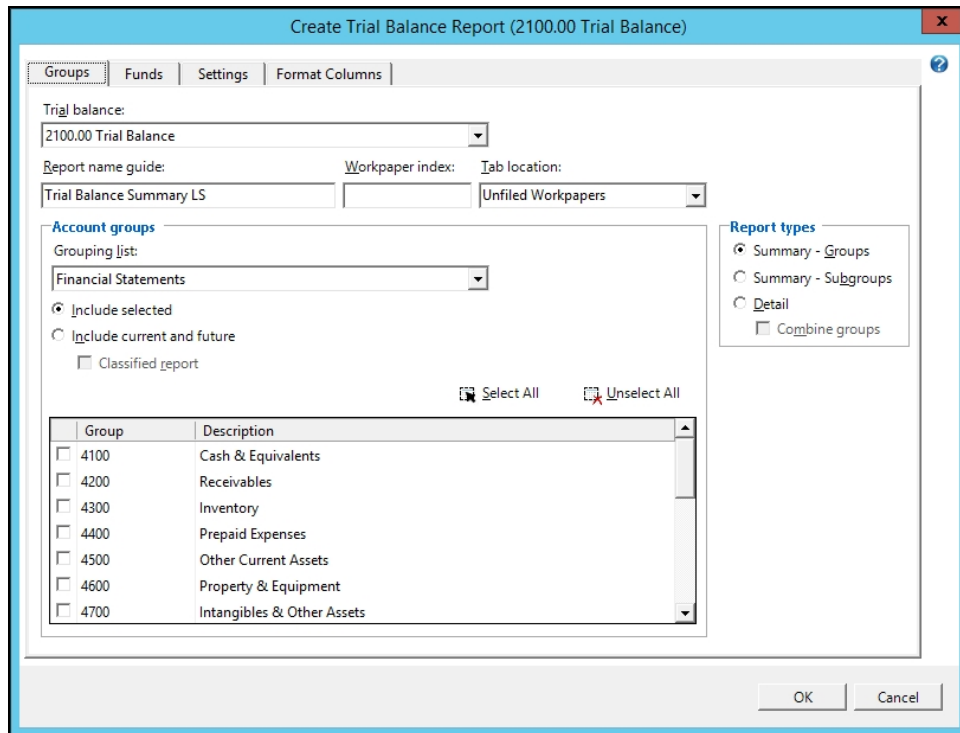 Create Trial Balance Report (2100.00 Trial Balance)
x
Groups Funds Settings Format Columns
?
Trial balance:
2100.00 Trial Balance
Report name guide: Workpaper index: Tab location:
Trial Balance Summary LS Unfiled Workpapers
Account groups
Grouping list:
Financial Statements
Include selected
Include current and future
Classified report
Select All Unselect All
Group Description
4100 Cash & Equivalents
4200 Receivables
4300 Inventory
4400 Prepaid Expenses
4500 Other Current Assets
4600 Property & Equipment
4700 Intangibles & Other Assets
Report types
Summary - Groups
Summary - Subgroups
Detail
Combine groups
OK Cancel